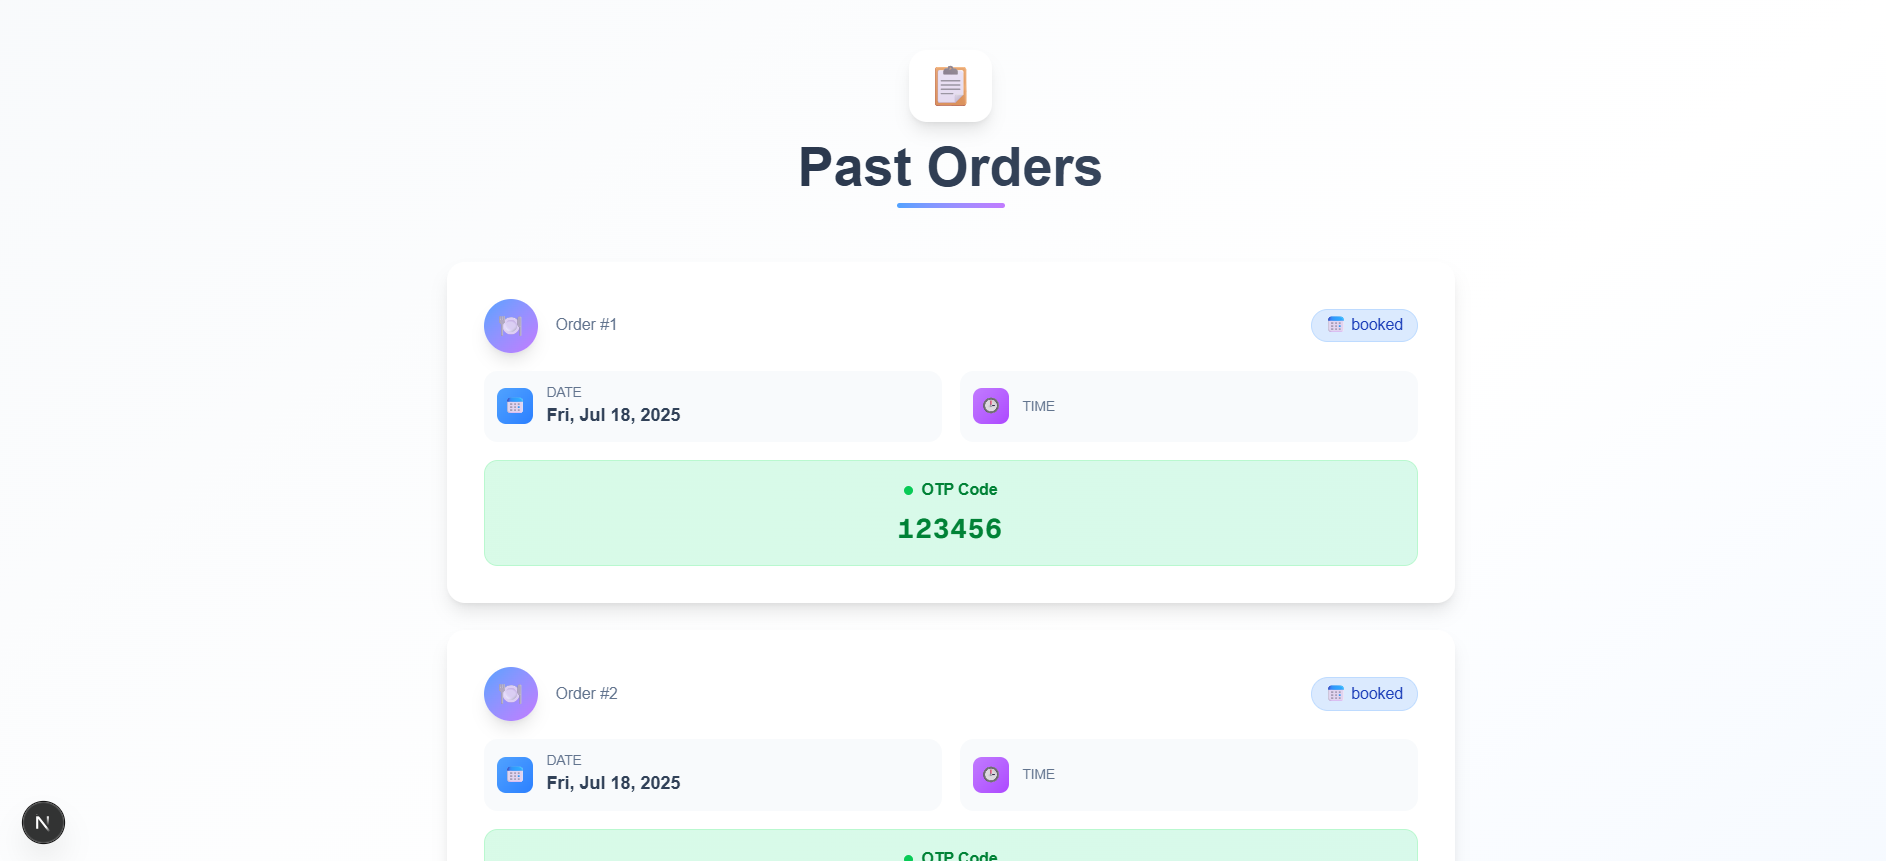 Past Orders
Order #1
booked
DATE
Fri, Jul 18, 2025
TIME
OTP Code
123456
Order #2
booked
DATE
Fri, Jul 18, 2025
TIME
OTP Code
N